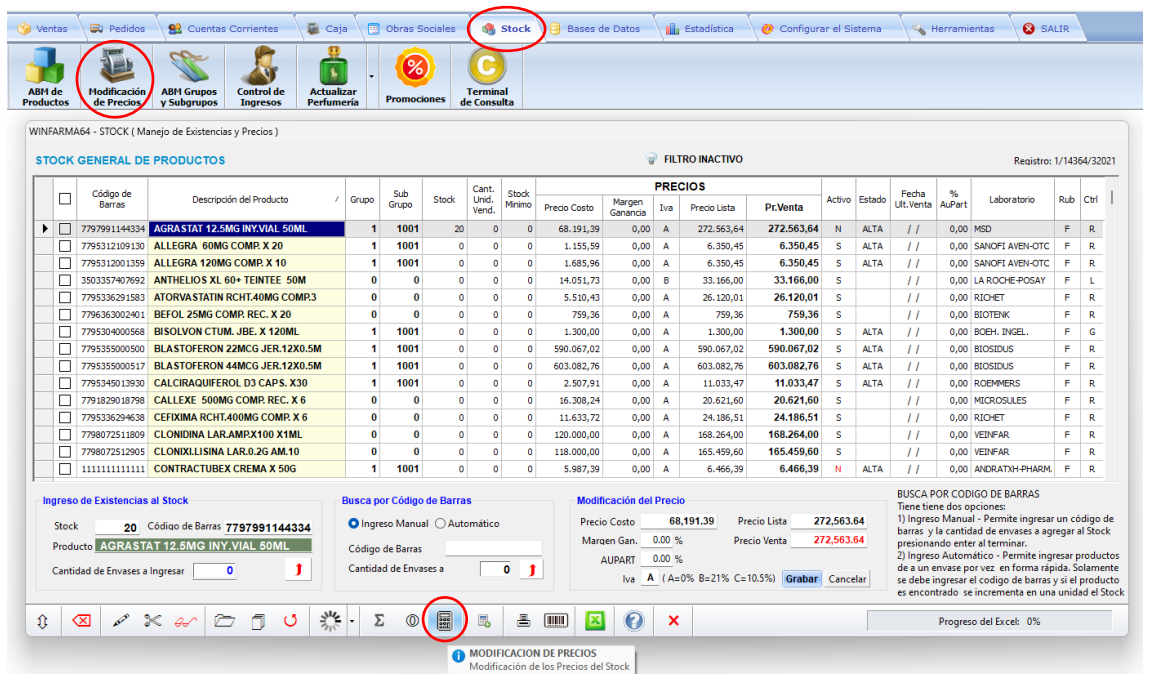 Ventas Pedidos Cuentas Corrientes Caja Obras Sociales Stock Bases de Datos Estadística Configurar el Sistema Herramientas SALIR
ABM de Productos
Modificación de Precios
ABM Grupos y Subgrupos
Control de Ingresos
Actualizar Perfumería
Promociones
Terminal de Consulta
WINFARMA64 - STOCK ( Manejo de Existencias y Precios )
STOCK GENERAL DE PRODUCTOS FILTRO INACTIVO Registro: 1/14364/32021
PRECIOS
Código de Barras Descripción del Producto / Grupo Sub Grupo Stock Cant. Unid. Vend. Stock Minimo Precio Costo Margen Ganancia Iva Precio Lista Pr.Venta Activo Estado Fecha Ult.Venta % AuPart Laboratorio Rub Ctrl
7797991144334 AGRASTAT 12.5MG INY.VIAL 50ML 1 1001 20 0 0 68.191,39 0,00 A 272.563,64 272.563,64 N ALTA / / 0,00 MSD F R
7795312109130 ALLEGRA 60MG COMP. X 20 1 1001 0 0 0 1.155,59 0,00 A 6.350,45 6.350,45 S ALTA / / 0,00 SANOFI AVEN-OTC F R
7795312001359 ALLEGRA 120MG COMP. X 10 1 1001 0 0 0 1.685,96 0,00 A 6.350,45 6.350,45 S ALTA / / 0,00 SANOFI AVEN-OTC F R
3503357407692 ANTHELIOS XL 60+ TEINTEE 50M 0 0 0 0 0 14.051,73 0,00 B 33.166,00 33.166,00 S / / 0,00 LA ROCHE-POSAY F L
7795336291583 ATORVASTATIN RCHT.40MG COMP.3 0 0 0 0 0 5.510,43 0,00 A 26.120,01 26.120,01 S / / 0,00 RICHET F R
7796363002401 BEFOL 25MG COMP. REC. X 20 0 0 0 0 0 759,36 0,00 A 759,36 759,36 S / / 0,00 BIOTENK F R
7795304000568 BISOLVON CTUM. JBE. X 120ML 1 1001 0 0 0 1.300,00 0,00 A 1.300,00 1.300,00 S ALTA / / 0,00 BOEH. INGEL. F G
7795355000500 BLASTOFERON 22MCG JER.12X0.5M 1 1001 0 0 0 590.067,02 0,00 A 590.067,02 590.067,02 S ALTA / / 0,00 BIOSIDUS F R
7795355000517 BLASTOFERON 44MCG JER.12X0.5M 1 1001 0 0 0 603.082,76 0,00 A 603.082,76 603.082,76 S ALTA / / 0,00 BIOSIDUS F R
7795345013930 CALCIRAQUIFEROL D3 CAPS. X30 1 1001 0 0 0 2.507,91 0,00 A 11.033,47 11.033,47 S ALTA / / 0,00 ROEMMERS F R
7791829018798 CALLEXE 500MG COMP. REC. X 6 0 0 0 0 0 16.308,24 0,00 A 20.621,60 20.621,60 S / / 0,00 MICROSULES F R
7795336294638 CEFIXIMA RCHT.400MG COMP. X 6 0 0 0 0 0 11.633,72 0,00 A 24.186,51 24.186,51 S / / 0,00 RICHET F R
7798072511809 CLONIDINA LAR.AMP.X100 X1ML 0 0 0 0 0 120.000,00 0,00 A 168.264,00 168.264,00 S / / 0,00 VEINFAR F R
7798072512905 CLONIXI.LISINA LAR.0.2G AM.10 0 0 0 0 0 118.000,00 0,00 A 165.459,60 165.459,60 S / / 0,00 VEINFAR F R
1111111111111 CONTRACTUBEX CREMA X 50G 1 1001 0 0 0 5.987,39 0,00 A 6.466,39 6.466,39 N ALTA / / 0,00 ANDRATXH-PHARM. F R
Ingreso de Existencias al Stock
Stock 20 Código de Barras 7797991144334
Producto AGRASTAT 12.5MG INY.VIAL 50ML
Cantidad de Envases a Ingresar 0
Busca por Código de Barras
Ingreso Manual Automático
Código de Barras
Cantidad de Envases a 0
Modificación del Precio
Precio Costo 68,191.39 Precio Lista 272,563.64
Margen Gan. 0.00 % Precio Venta 272,563.64
AUPART 0.00 %
Iva A ( A=0% B=21% C=10.5%) Grabar Cancelar
BUSCA POR CODIGO DE BARRAS
Tiene tiene dos opciones:
1) Ingreso Manual - Permite ingresar un código de
barras y la cantidad de envases a agregar al Stock
presionando enter al terminar.
2) Ingreso Automático - Permite ingresar productos
de a un envase por vez en forma rápida. Solamente
se debe ingresar el codigo de barras y si el producto
es encontrado se incrementa en una unidad el Stock
Progreso del Excel: 0%
MODIFICACION DE PRECIOS
Modificación de los Precios del Stock